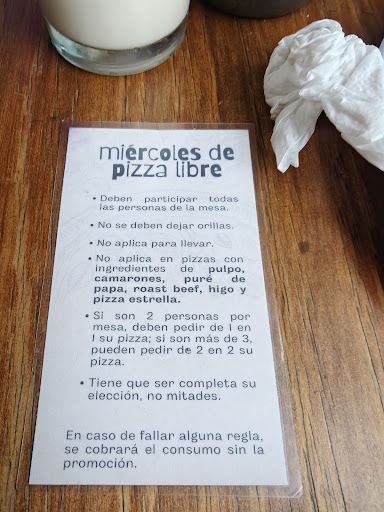 miércoles de
pizza libre
• Deben participar todas
las personas de la mesa.
• No se deben dejar orillas.
• No aplica para llevar.
• No aplica en pizzas con
ingredientes de pulpo,
camarones, puré de
papa, roast beef, higo y
pizza estrella.
• Si son 2 personas por
mesa, deben pedir de 1 en
1 su pizza; si son más de 3,
pueden pedir de 2 en 2 su
pizza.
• Tiene que ser completa su
elección, no mitades.
En caso de fallar alguna regla,
se cobrará el consumo sin la
promoción.